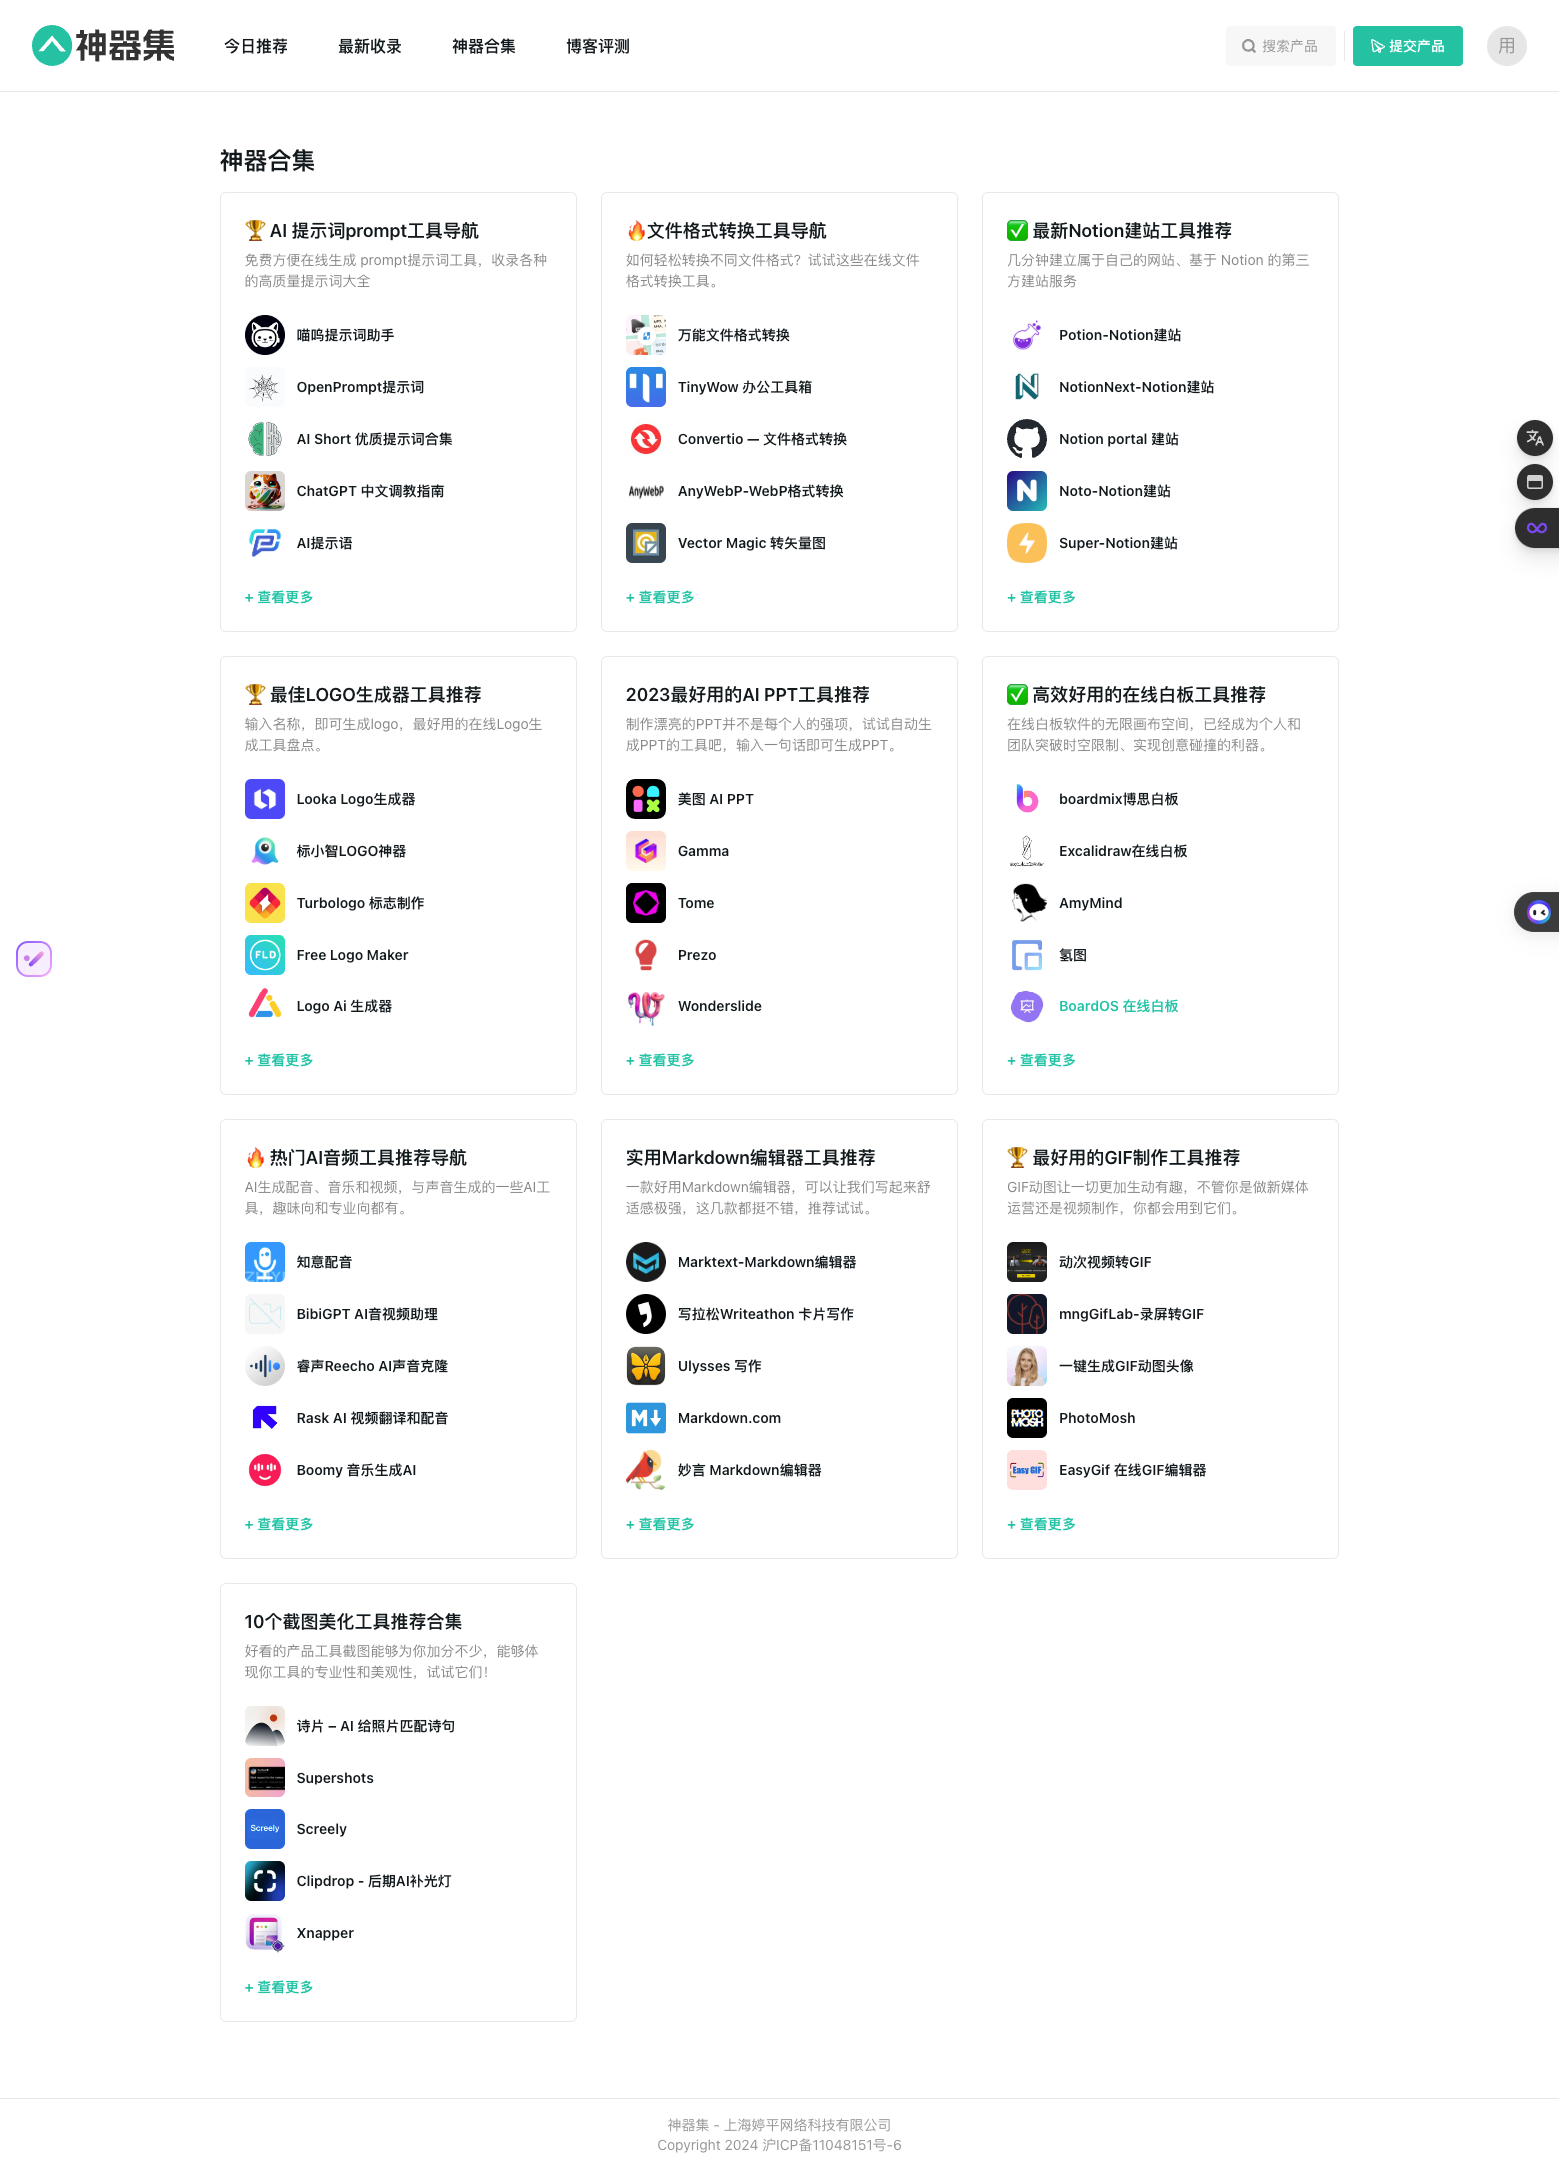 神器集
今日推荐
最新收录
神器合集
博客评测
搜索产品
提交产品
用
神器合集
🏆 AI 提示词prompt工具导航
免费方便在线生成 prompt提示词工具，收录各种
的高质量提示词大全
喵呜提示词助手
OpenPrompt提示词
AI Short 优质提示词合集
ChatGPT 中文调教指南
AI提示语
+ 查看更多
🔥文件格式转换工具导航
如何轻松转换不同文件格式？试试这些在线文件
格式转换工具。
万能文件格式转换
TinyWow 办公工具箱
Convertio — 文件格式转换
AnyWebP
AnyWebP-WebP格式转换
Vector Magic 转矢量图
+ 查看更多
✅ 最新Notion建站工具推荐
几分钟建立属于自己的网站、基于 Notion 的第三
方建站服务
Potion-Notion建站
NotionNext-Notion建站
Notion portal 建站
Noto-Notion建站
Super-Notion建站
+ 查看更多
🏆 最佳LOGO生成器工具推荐
输入名称，即可生成logo，最好用的在线Logo生
成工具盘点。
Looka Logo生成器
标小智LOGO神器
Turbologo 标志制作
FLD
Free Logo Maker
Logo Ai 生成器
+ 查看更多
2023最好用的AI PPT工具推荐
制作漂亮的PPT并不是每个人的强项，试试自动生
成PPT的工具吧，输入一句话即可生成PPT。
美图 AI PPT
Gamma
Tome
Prezo
Wonderslide
+ 查看更多
✅ 高效好用的在线白板工具推荐
在线白板软件的无限画布空间，已经成为个人和
团队突破时空限制、实现创意碰撞的利器。
boardmix博思白板
EXCALIDRAW
Excalidraw在线白板
AmyMind
氢图
BoardOS 在线白板
+ 查看更多
🔥 热门AI音频工具推荐导航
AI生成配音、音乐和视频，与声音生成的一些AI工
具，趣味向和专业向都有。
知意配音
BibiGPT AI音视频助理
睿声Reecho AI声音克隆
Rask AI 视频翻译和配音
Boomy 音乐生成AI
+ 查看更多
实用Markdown编辑器工具推荐
一款好用Markdown编辑器，可以让我们写起来舒
适感极强，这几款都挺不错，推荐试试。
Marktext-Markdown编辑器
写拉松Writeathon 卡片写作
Ulysses 写作
Markdown.com
妙言 Markdown编辑器
+ 查看更多
🏆 最好用的GIF制作工具推荐
GIF动图让一切更加生动有趣，不管你是做新媒体
运营还是视频制作，你都会用到它们。
动次视频转GIF
mngGifLab-录屏转GIF
一键生成GIF动图头像
PHOTO
MOSH
PhotoMosh
Easy GIF
EasyGif 在线GIF编辑器
+ 查看更多
10个截图美化工具推荐合集
好看的产品工具截图能够为你加分不少，能够体
现你工具的专业性和美观性，试试它们！
诗片 – AI 给照片匹配诗句
Supershots
Screely
Screely
Clipdrop - 后期AI补光灯
Xnapper
+ 查看更多
神器集 - 上海婷平网络科技有限公司
Copyright 2024 沪ICP备11048151号-6